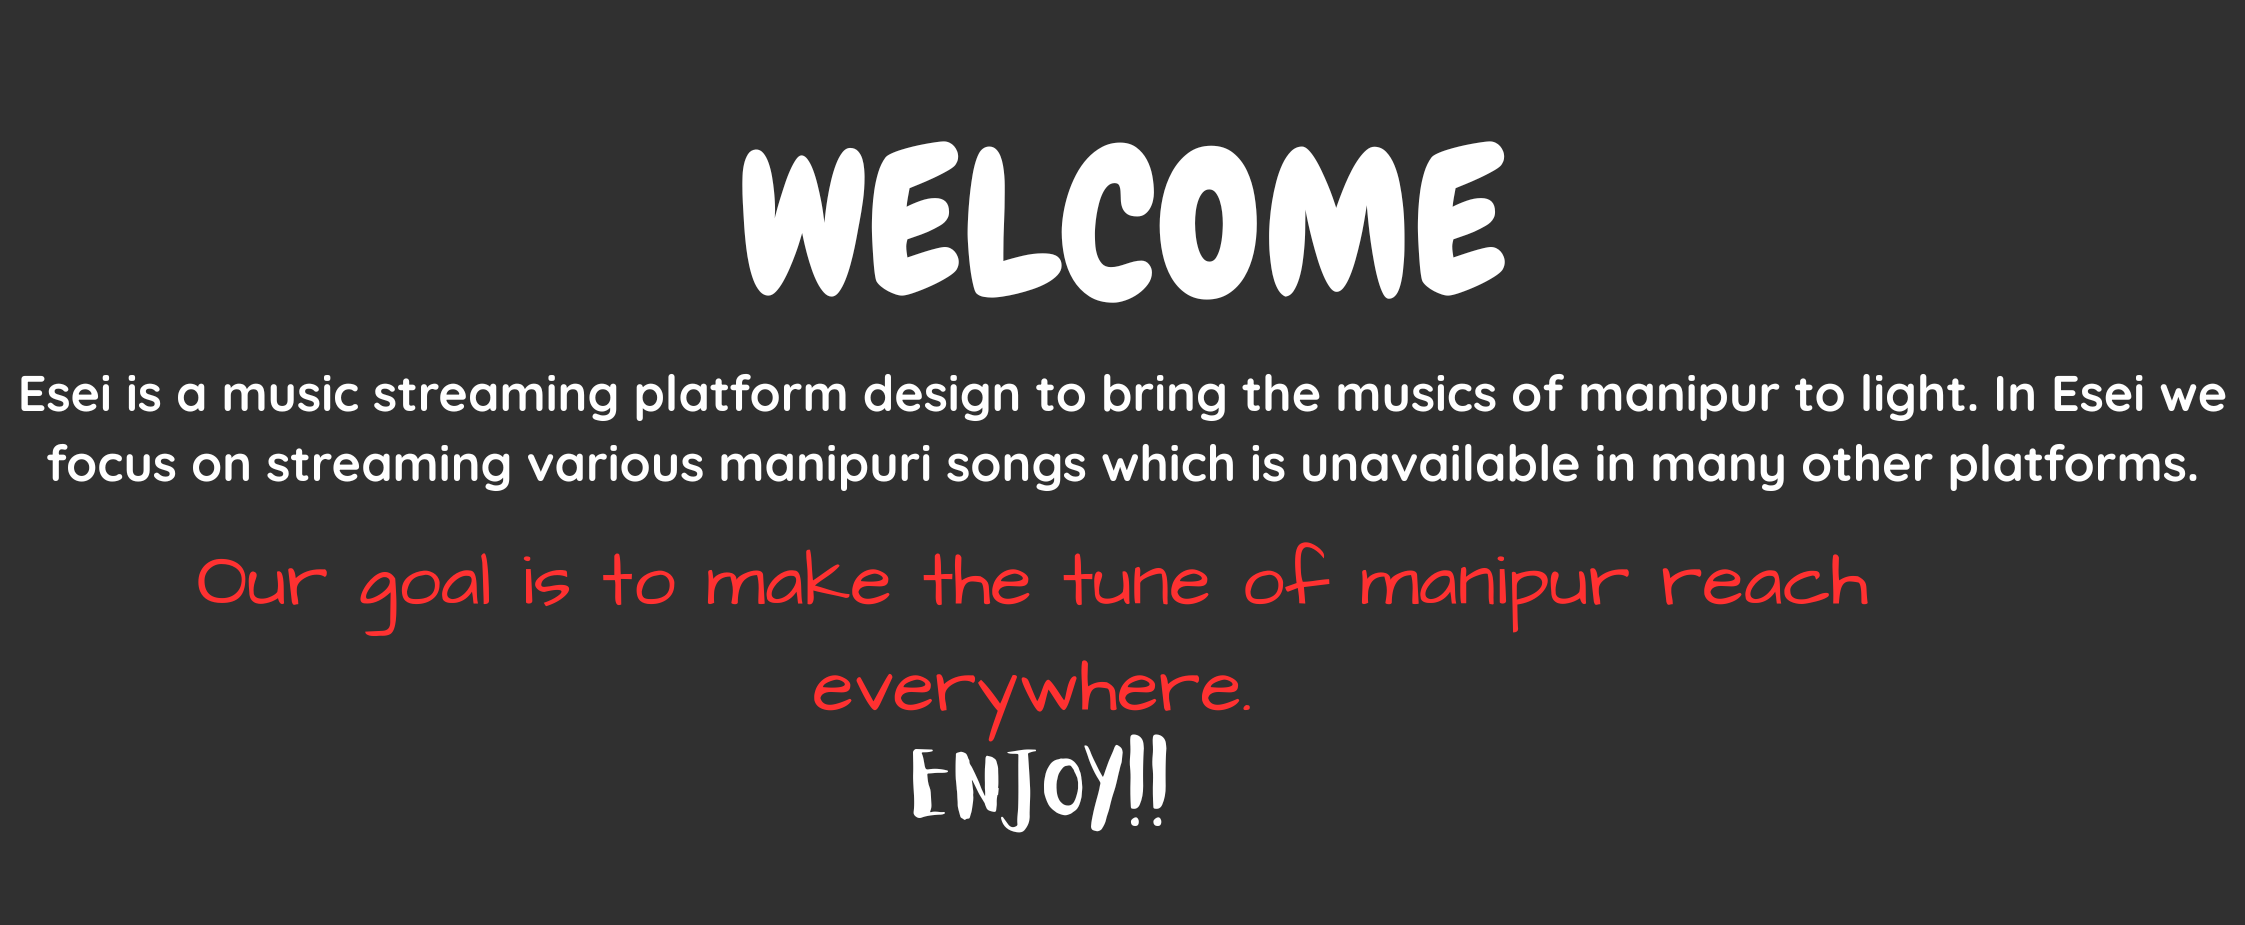 WELCOME
Esei is a music streaming platform design to bring the musics of manipur to light. In Esei we
focus on streaming various manipuri songs which is unavailable in many other platforms.
Our goal is to make the tune of manipur reach
everywhere.
ENJOY!!